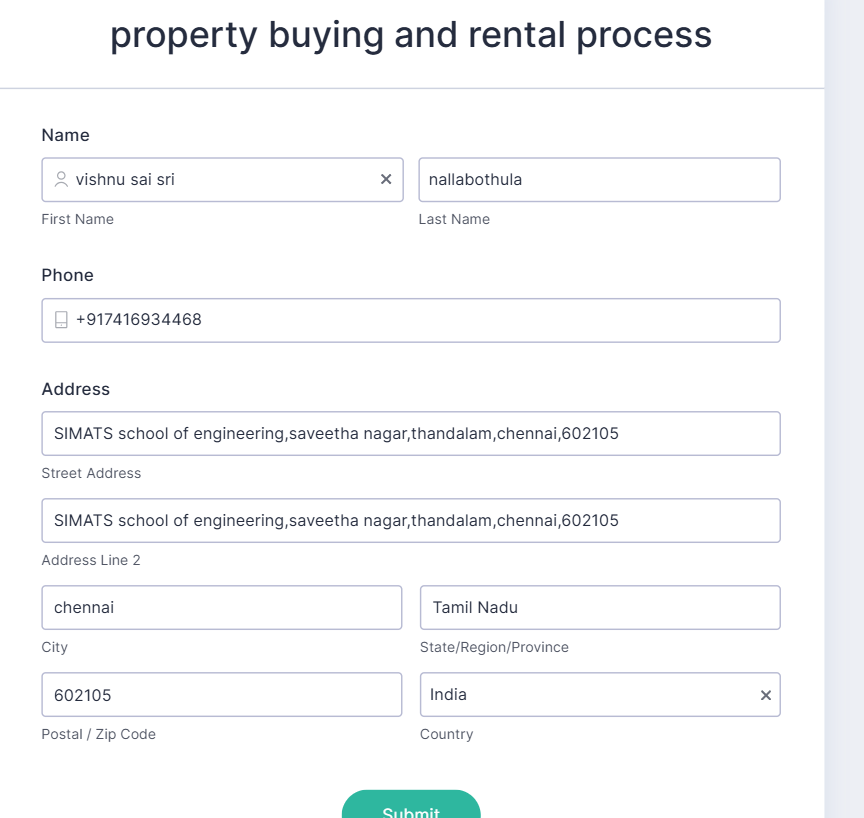 property buying and rental process
Name
vishnu sai sri
nallabothula
First Name
Last Name
Phone
+917416934468
Address
SIMATS school of engineering,saveetha nagar,thandalam,chennai,602105
Street Address
SIMATS school of engineering,saveetha nagar,thandalam,chennai,602105
Address Line 2
chennai
Tamil Nadu
City
State/Region/Province
602105
India
Postal / Zip Code
Country
Submit